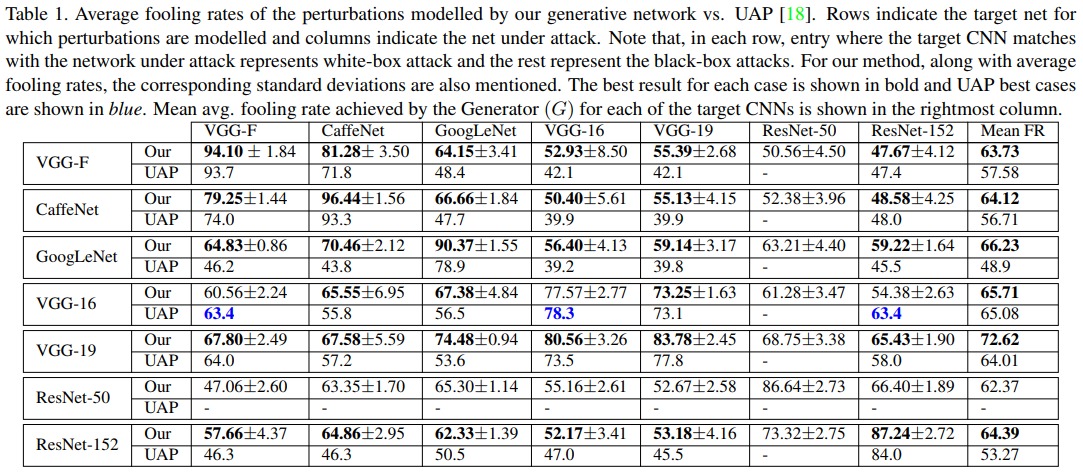 Table 1. Average fooling rates of the perturbations modelled by our generative network vs. UAP [18]. Rows indicate the target net for
which perturbations are modelled and columns indicate the net under attack. Note that, in each row, entry where the target CNN matches
with the network under attack represents white-box attack and the rest represent the black-box attacks. For our method, along with average
fooling rates, the corresponding standard deviations are also mentioned. The best result for each case is shown in bold and UAP best cases
are shown in blue. Mean avg. fooling rate achieved by the Generator (G) for each of the target CNNs is shown in the rightmost column.
VGG-F CaffeNet GoogLeNet VGG-16 VGG-19 ResNet-50 ResNet-152 Mean FR
VGG-F Our 94.10 ± 1.84 81.28± 3.50 64.15±3.41 52.93±8.50 55.39±2.68 50.56±4.50 47.67±4.12 63.73
UAP 93.7 71.8 48.4 42.1 42.1 - 47.4 57.58
CaffeNet Our 79.25±1.44 96.44±1.56 66.66±1.84 50.40±5.61 55.13±4.15 52.38±3.96 48.58±4.25 64.12
UAP 74.0 93.3 47.7 39.9 39.9 - 48.0 56.71
GoogLeNet Our 64.83±0.86 70.46±2.12 90.37±1.55 56.40±4.13 59.14±3.17 63.21±4.40 59.22±1.64 66.23
UAP 46.2 43.8 78.9 39.2 39.8 - 45.5 48.9
VGG-16 Our 60.56±2.24 65.55±6.95 67.38±4.84 77.57±2.77 73.25±1.63 61.28±3.47 54.38±2.63 65.71
UAP 63.4 55.8 56.5 78.3 73.1 - 63.4 65.08
VGG-19 Our 67.80±2.49 67.58±5.59 74.48±0.94 80.56±3.26 83.78±2.45 68.75±3.38 65.43±1.90 72.62
UAP 64.0 57.2 53.6 73.5 77.8 - 58.0 64.01
ResNet-50 Our 47.06±2.60 63.35±1.70 65.30±1.14 55.16±2.61 52.67±2.58 86.64±2.73 66.40±1.89 62.37
UAP - - - - - - - -
ResNet-152 Our 57.66±4.37 64.86±2.95 62.33±1.39 52.17±3.41 53.18±4.16 73.32±2.75 87.24±2.72 64.39
UAP 46.3 46.3 50.5 47.0 45.5 - 84.0 53.27